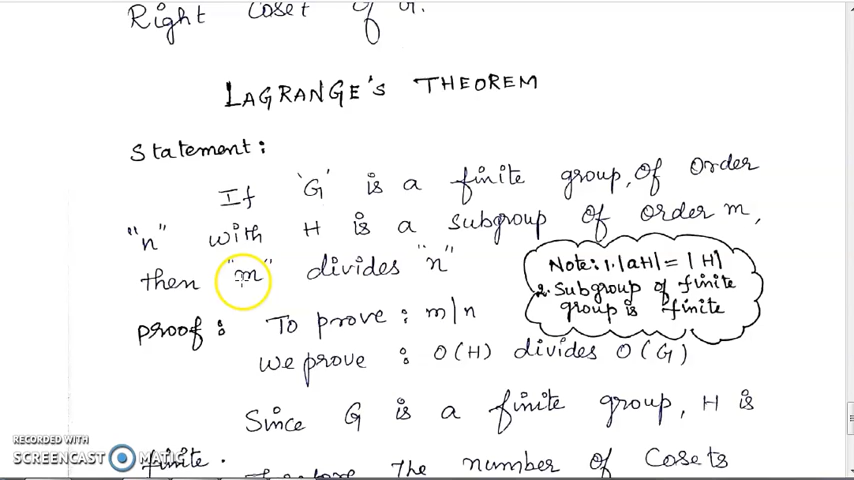 Right Coset of G.
LAGRANGE'S THEOREM
Statement:
If 'G' is a finite group, Of Order
"n" with H is a subgroup of order m,
then "m" divides "n"
Note: 1. |aH| = |H|
2. Subgroup of finite
group is finite
proof: To prove : m|n
we prove : O(H) divides O(G)
Since G is a finite group, H is
finite.
Therefore the number of Cosets
RECORDED WITH
SCREENCAST MATIC